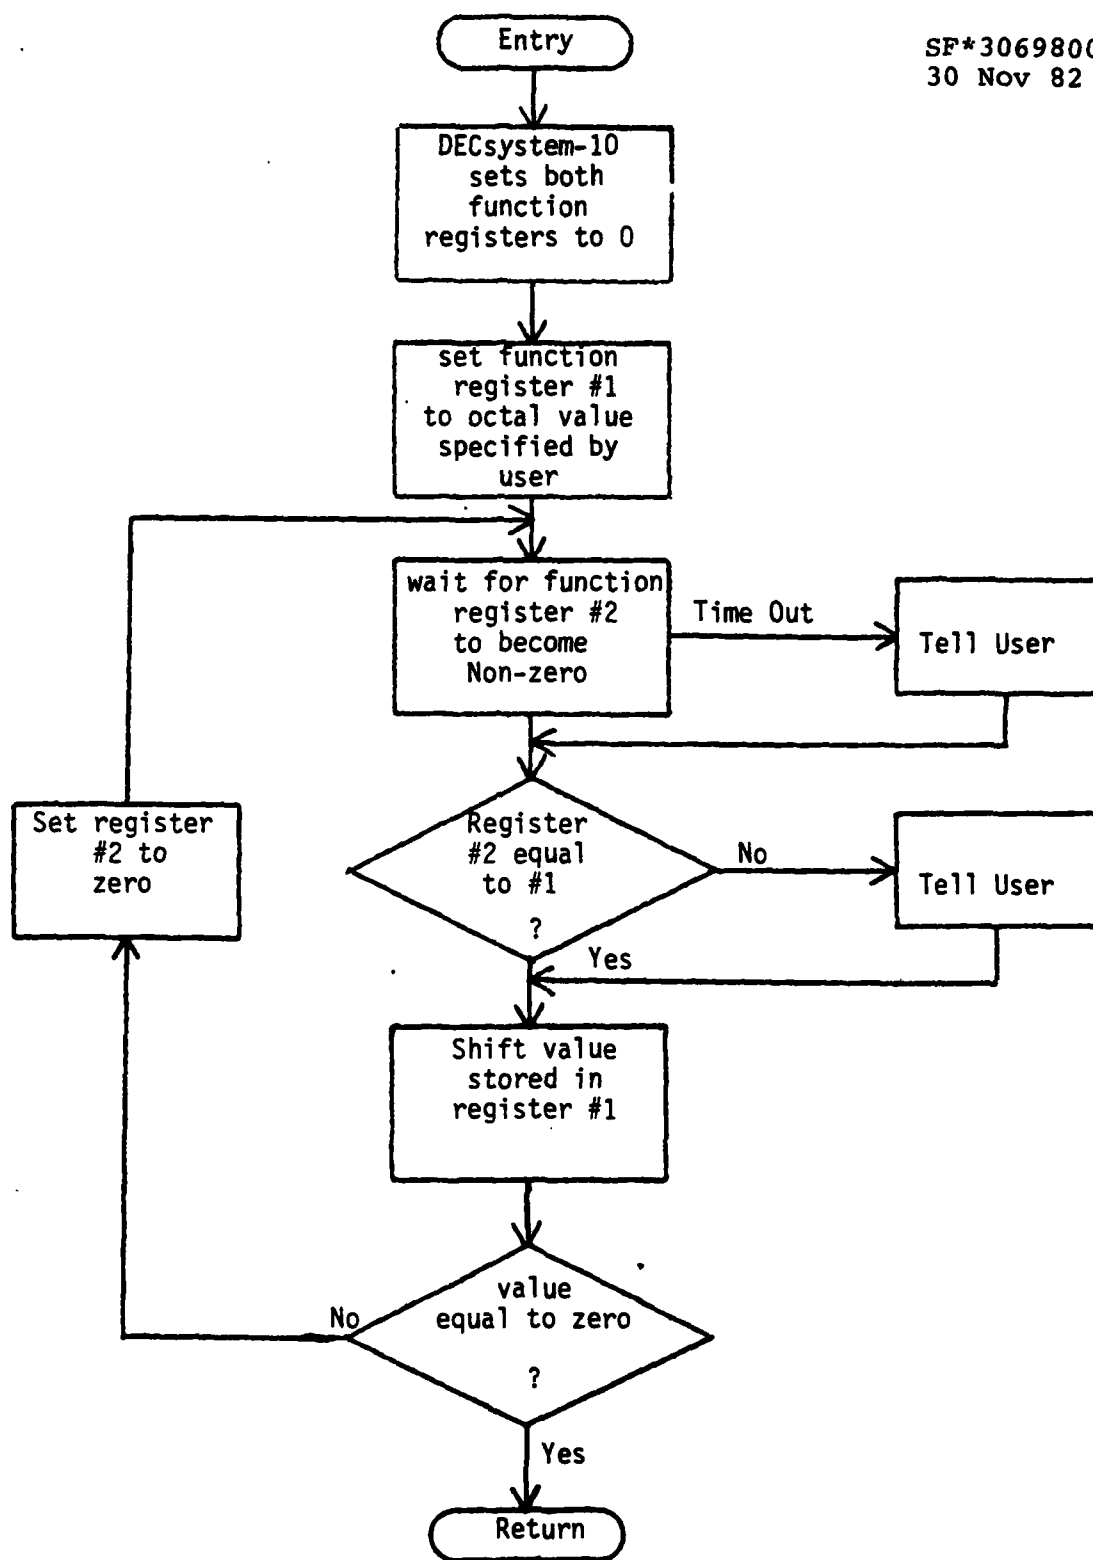 Entry
SF*3069800
30 Nov 82
DECsystem-10
sets both
function
registers to 0
set function
register #1
to octal value
specified by
user
wait for function
register #2
to become
Non-zero
Time Out
Tell User
Set register
#2 to
zero
Register
#2 equal
to #1
?
No
Tell User
Yes
Shift value
stored in
register #1
value
equal to zero
?
No
Yes
Return